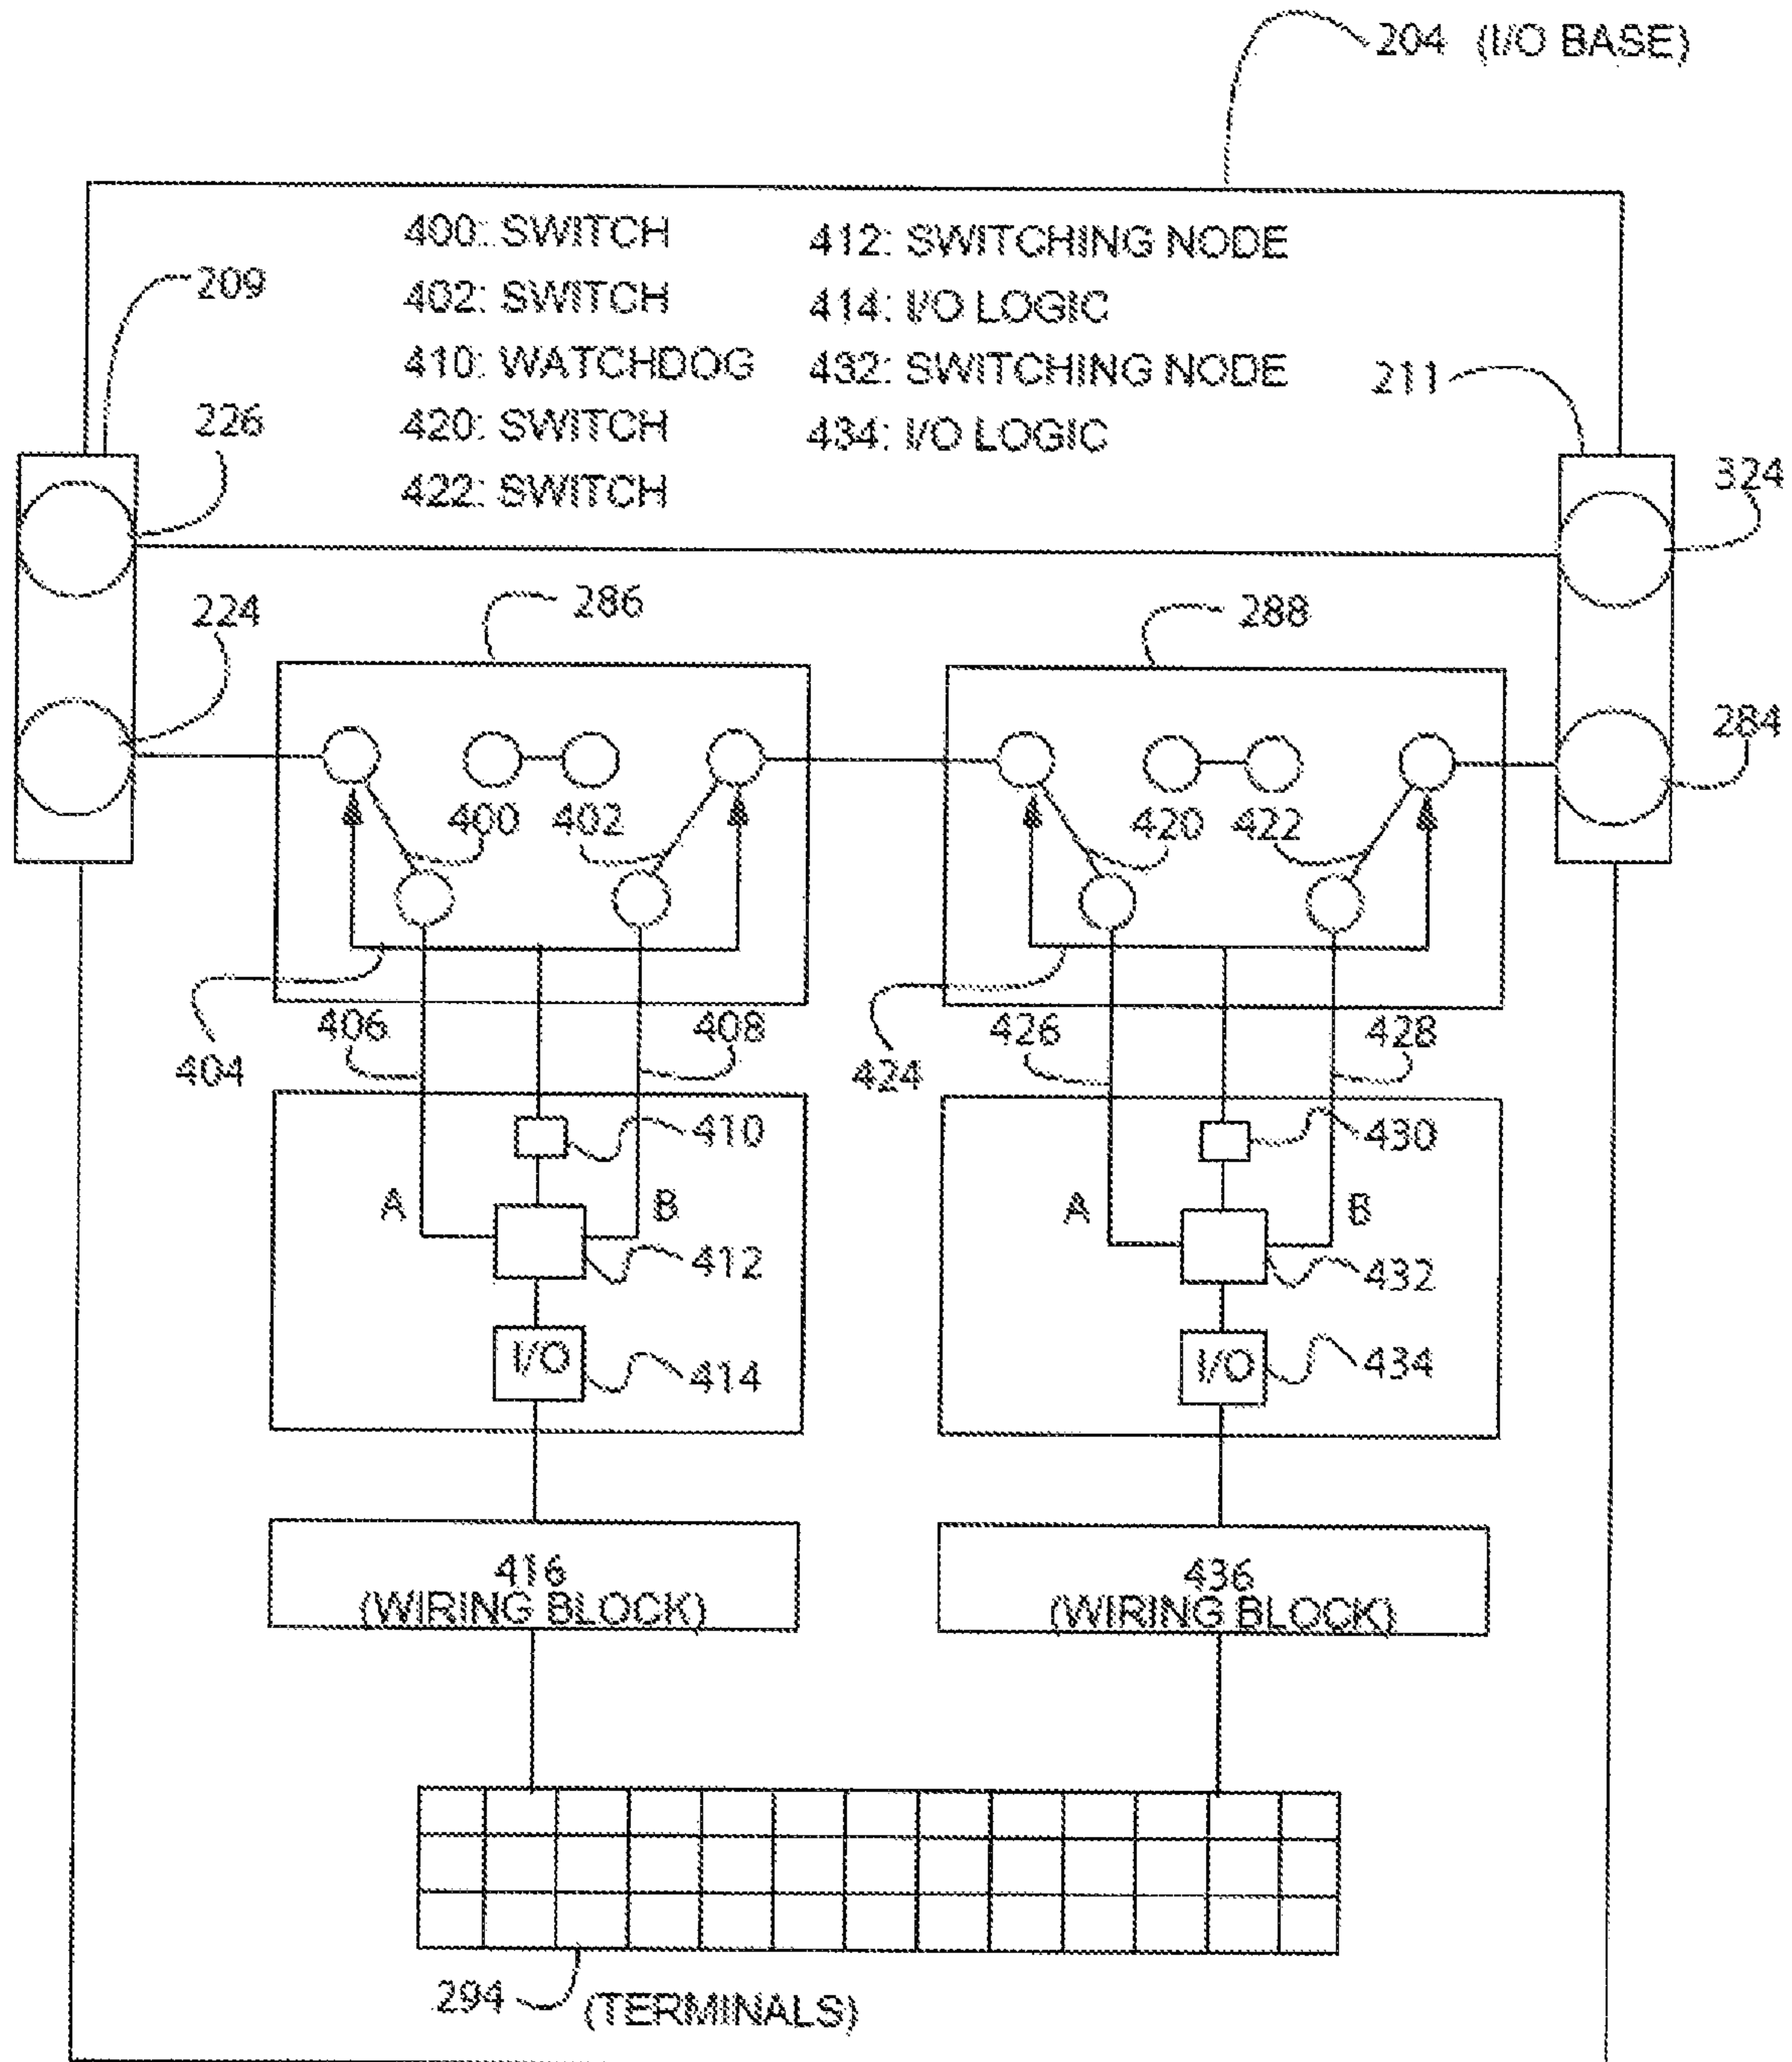 204 (I/O BASE)
400: SWITCH
412: SWITCHING NODE
402: SWITCH
414: I/O LOGIC
410: WATCHDOG
432: SWITCHING NODE
420: SWITCH
434: I/O LOGIC
422: SWITCH
209
211
226
324
224
286
288
284
400
402
420
422
406
408
426
428
404
424
410
430
A
B
A
B
412
432
I/O
414
I/O
434
416
(WIRING BLOCK)
436
(WIRING BLOCK)
294
(TERMINALS)